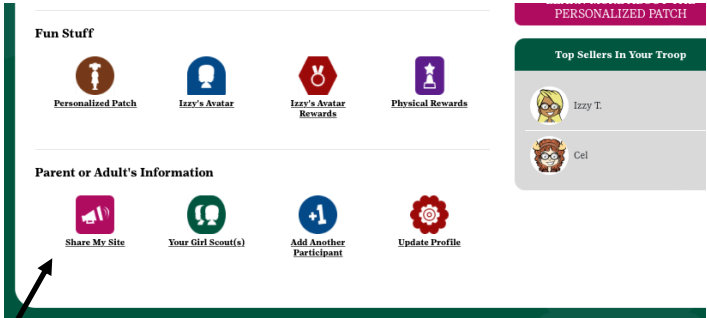 PERSONALIZED PATCH
Fun Stuff
Top Sellers In Your Troop
Personalized Patch
Izzy's Avatar
Izzy's Avatar
Rewards
Physical Rewards
Izzy T.
Cel
Parent or Adult's Information
+1
Share My Site
Your Girl Scout(s)
Add Another
Participant
Update Profile